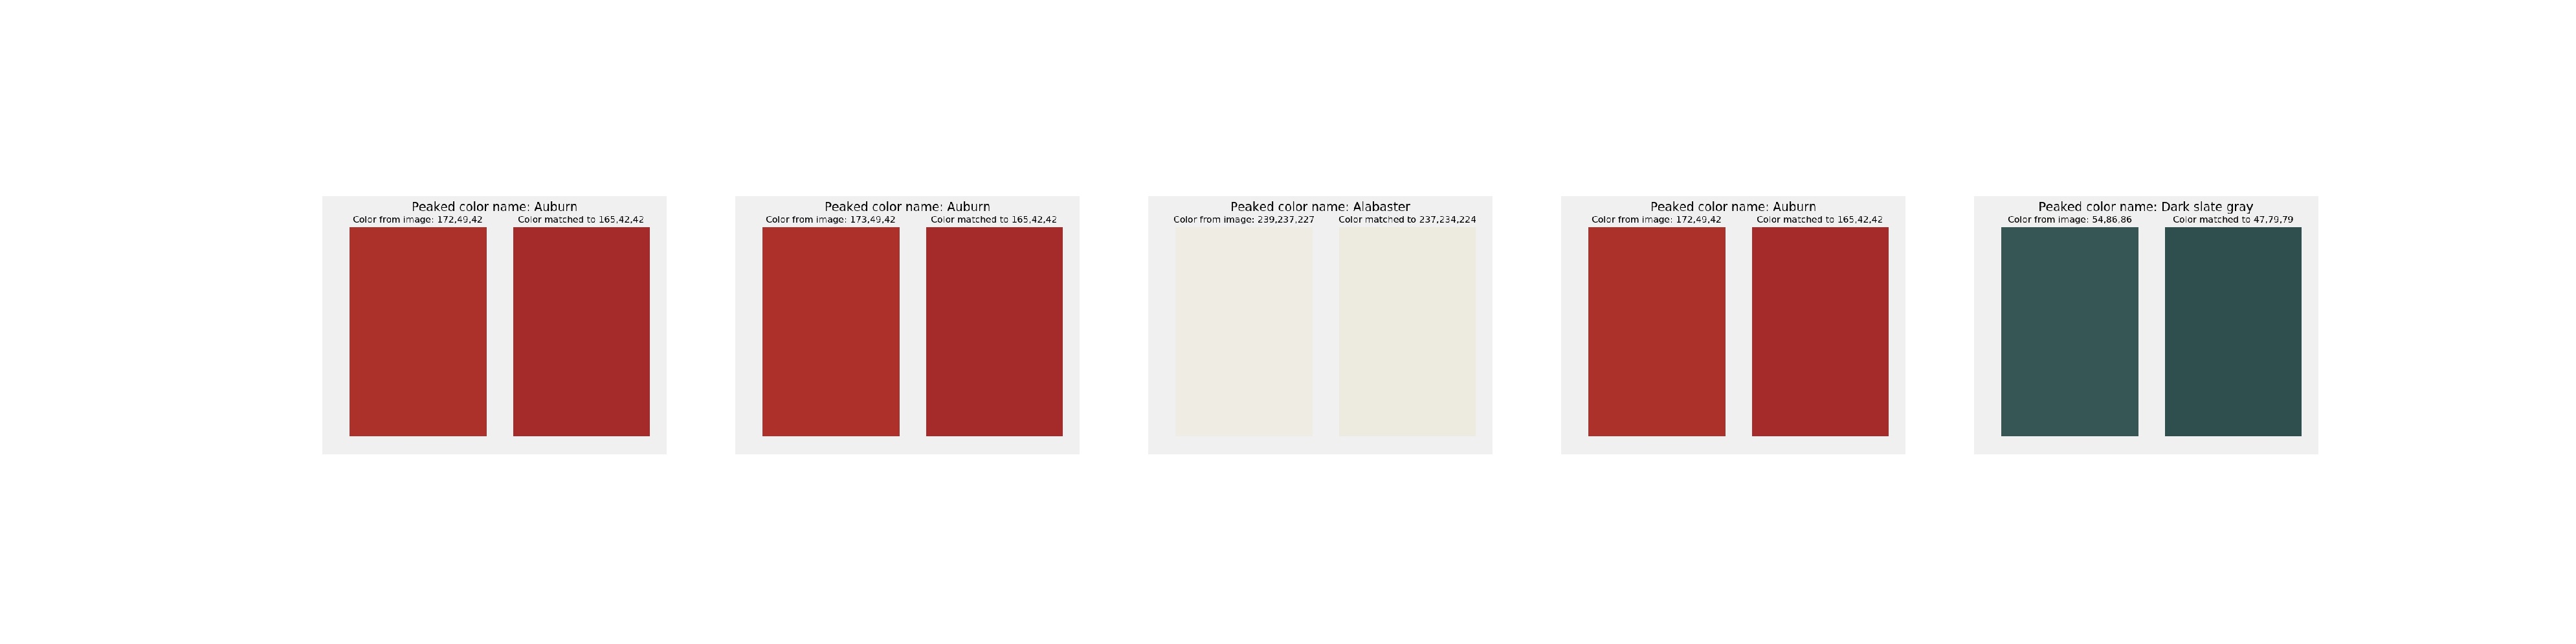 Peaked color name: Auburn
Color from image: 172,49,42
Color matched to 165,42,42
Peaked color name: Auburn
Color from image: 173,49,42
Color matched to 165,42,42
Peaked color name: Alabaster
Color from image: 239,237,227
Color matched to 237,234,224
Peaked color name: Auburn
Color from image: 172,49,42
Color matched to 165,42,42
Peaked color name: Dark slate gray
Color from image: 54,86,86
Color matched to 47,79,79